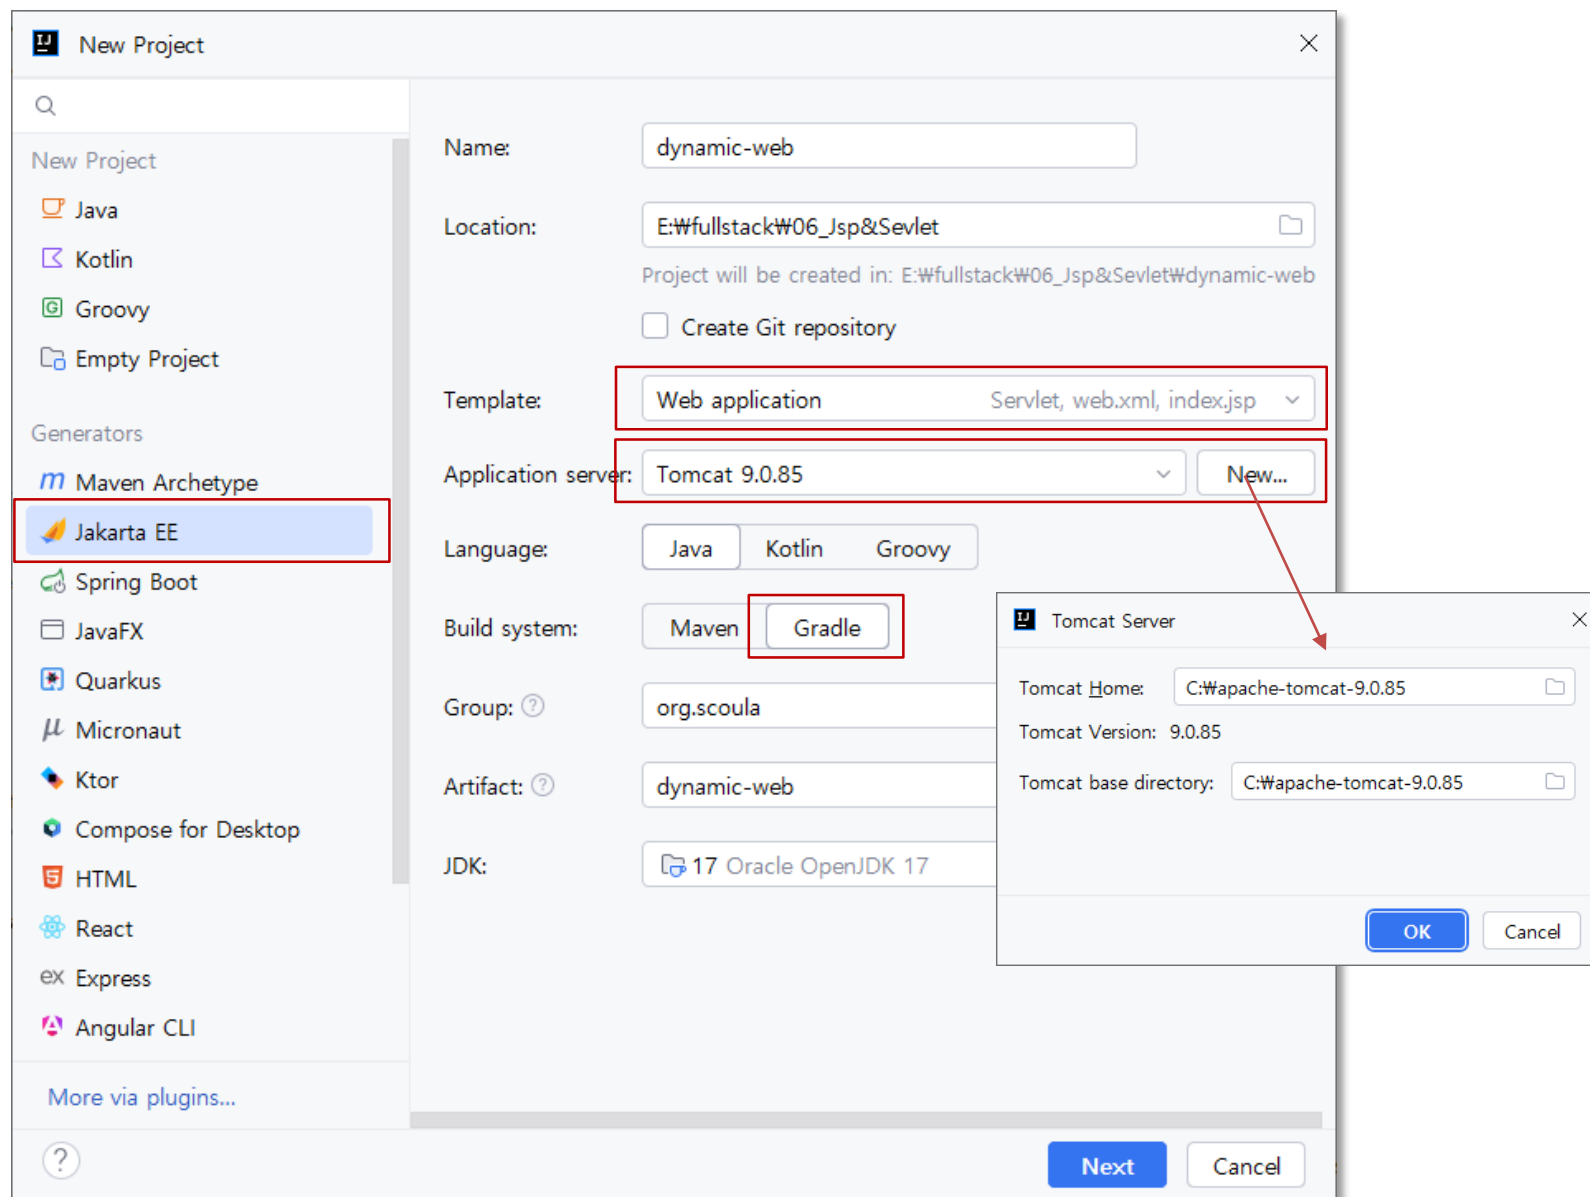 New Project
New Project
Java
Kotlin
Groovy
Empty Project
Generators
Maven Archetype
Jakarta EE
Spring Boot
JavaFX
Quarkus
Micronaut
Ktor
Compose for Desktop
HTML
React
ex Express
Angular CLI
More via plugins...
?
Name: dynamic-web
Location: E:₩fullstack₩06_Jsp&Sevlet
Project will be created in: E:₩fullstack₩06_Jsp&Sevlet₩dynamic-web
Create Git repository
Template: Web application Servlet, web.xml, index.jsp
Application server: Tomcat 9.0.85 New...
Language: Java Kotlin Groovy
Build system: Maven Gradle
Group: ? org.scoula
Artifact: ? dynamic-web
JDK: 17 Oracle OpenJDK 17
Next Cancel
Tomcat Server
Tomcat Home: C:₩apache-tomcat-9.0.85
Tomcat Version: 9.0.85
Tomcat base directory: C:₩apache-tomcat-9.0.85
OK Cancel